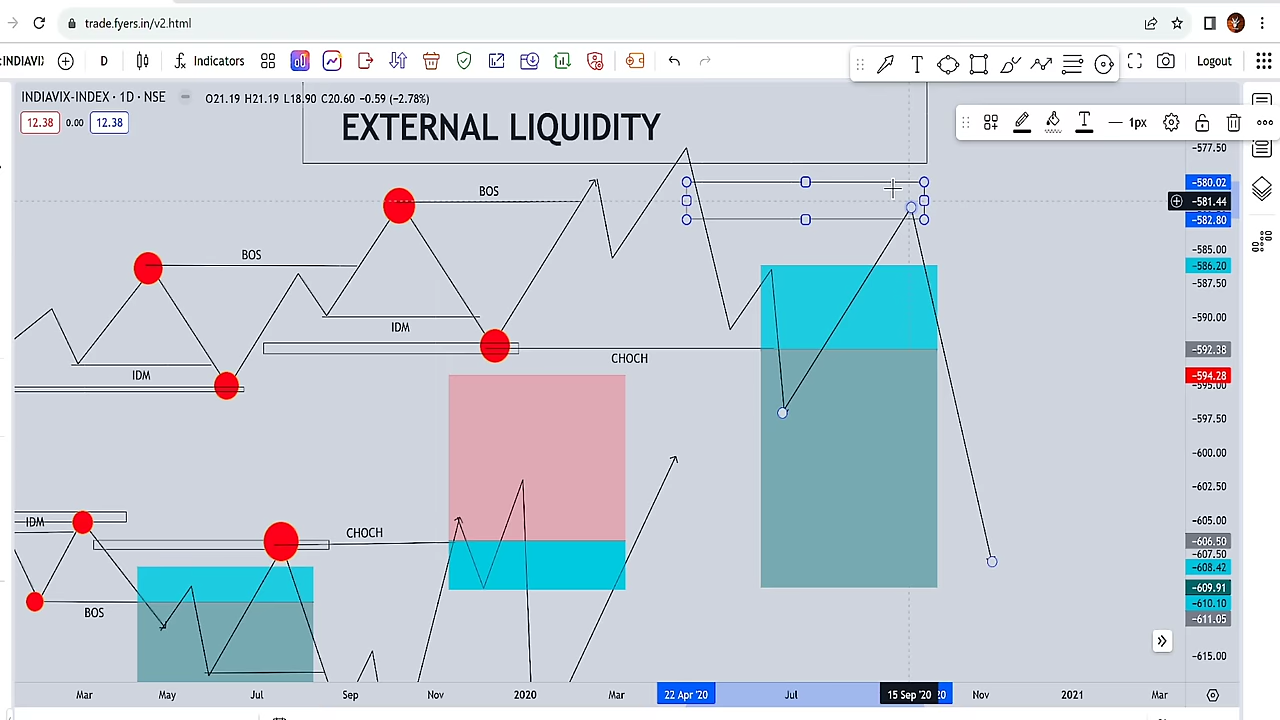 trade.fyers.in/v2.html
:INDIAVIX D Indicators Logout
INDIAVIX-INDEX · 1D · NSE O21.19 H21.19 L18.90 C20.60 −0.59 (−2.78%)
12.38 0.00 12.38
1px
EXTERNAL LIQUIDITY
BOS
BOS
IDM
CHOCH
IDM
IDM
CHOCH
BOS
−577.50
−580.02
−581.44
−582.80
−585.00
−586.20
−587.50
−590.00
−592.38
−594.28
−595.00
−597.50
−600.00
−602.50
−605.00
−606.50
−607.50
−608.42
−609.91
−610.10
−611.05
−615.00
Mar May Jul Sep Nov 2020 Mar 22 Apr '20 Jul 15 Sep '20 20 Nov 2021 Mar